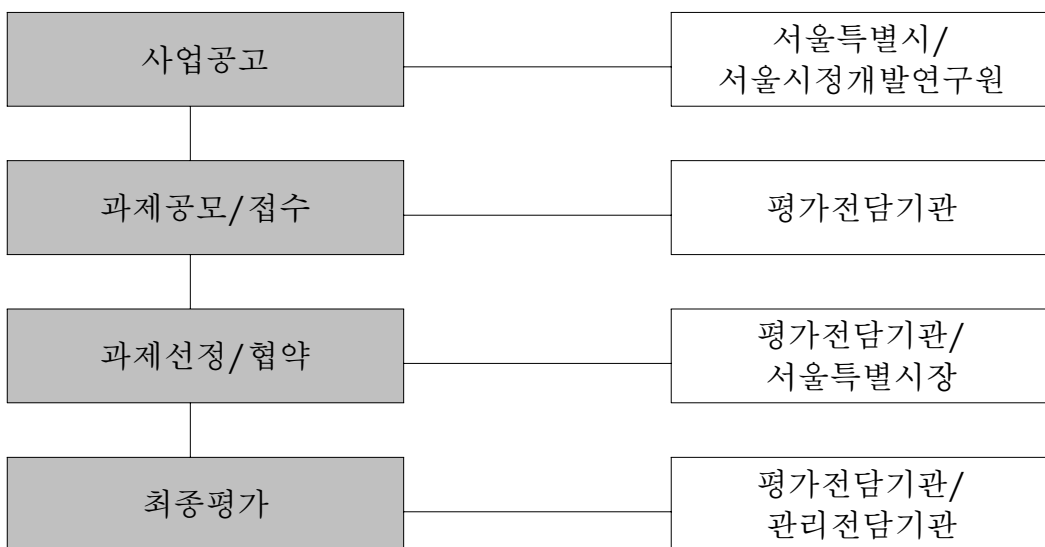 사업공고
서울특별시/
서울시정개발연구원
과제공모/접수
평가전담기관
과제선정/협약
평가전담기관/
서울특별시장
최종평가
평가전담기관/
관리전담기관